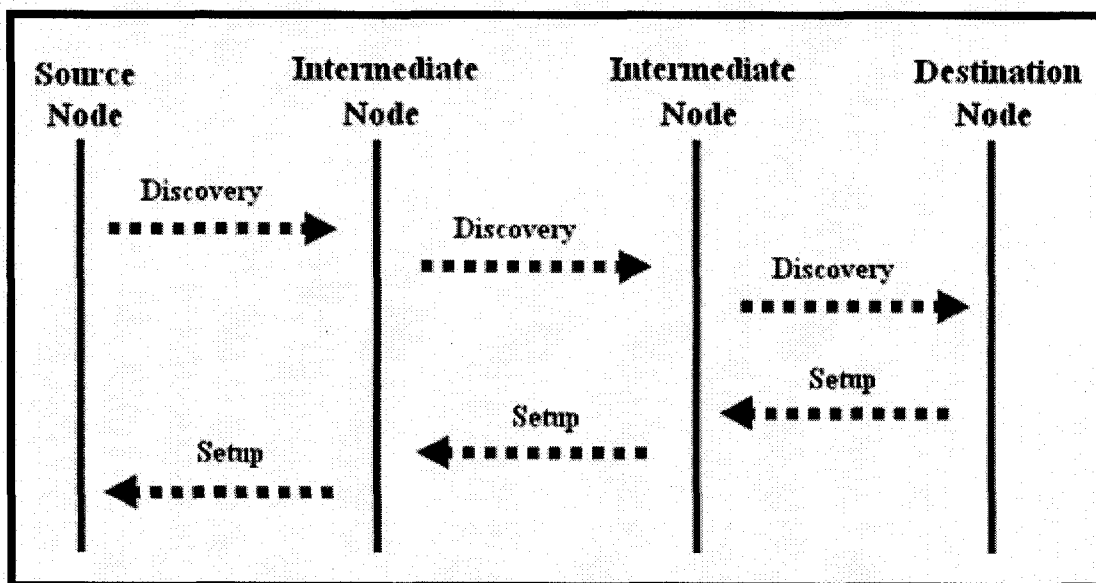 Source
Node
Intermediate
Node
Intermediate
Node
Destination
Node
Discovery
Discovery
Discovery
Setup
Setup
Setup